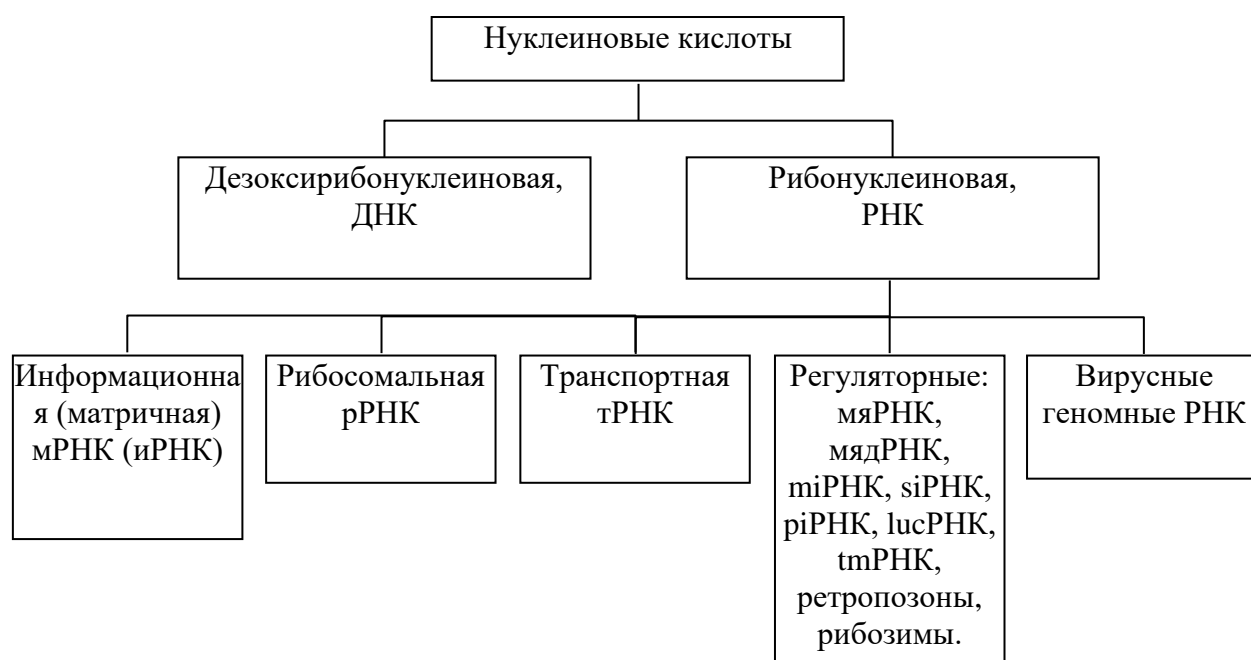 Нуклеиновые кислоты
Дезоксирибонуклеиновая,
ДНК
Рибонуклеиновая,
РНК
Информационна
я (матричная)
мРНК (иРНК)
Рибосомальная
рРНК
Транспортная
тРНК
Регуляторные:
мяРНК,
мядРНК,
miРНК, siРНК,
piРНК, lucРНК,
tmРНК,
ретропозоны,
рибозимы.
Вирусные
геномные РНК